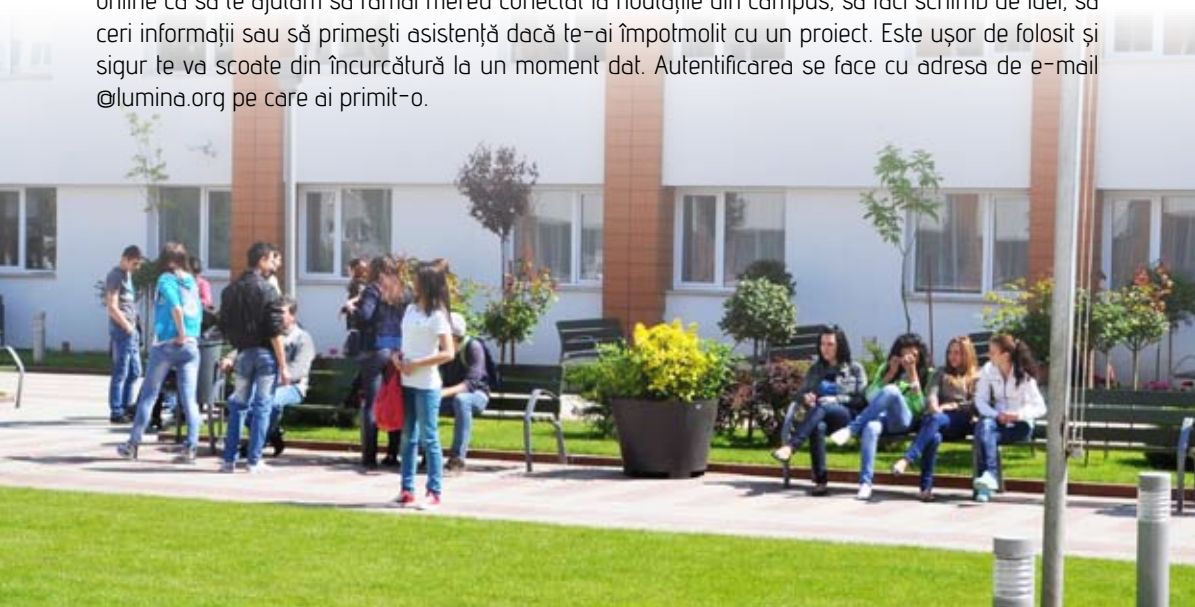 online ca să te ajutăm să rămâi mereu conectat la noutățile din campus, să faci schimb de idei, să
ceri informații sau să primești asistență dacă te-ai împotmolit cu un proiect. Este ușor de folosit și
sigur te va scoate din încurcătură la un moment dat. Autentificarea se face cu adresa de e-mail
@lumina.org pe care ai primit-o.